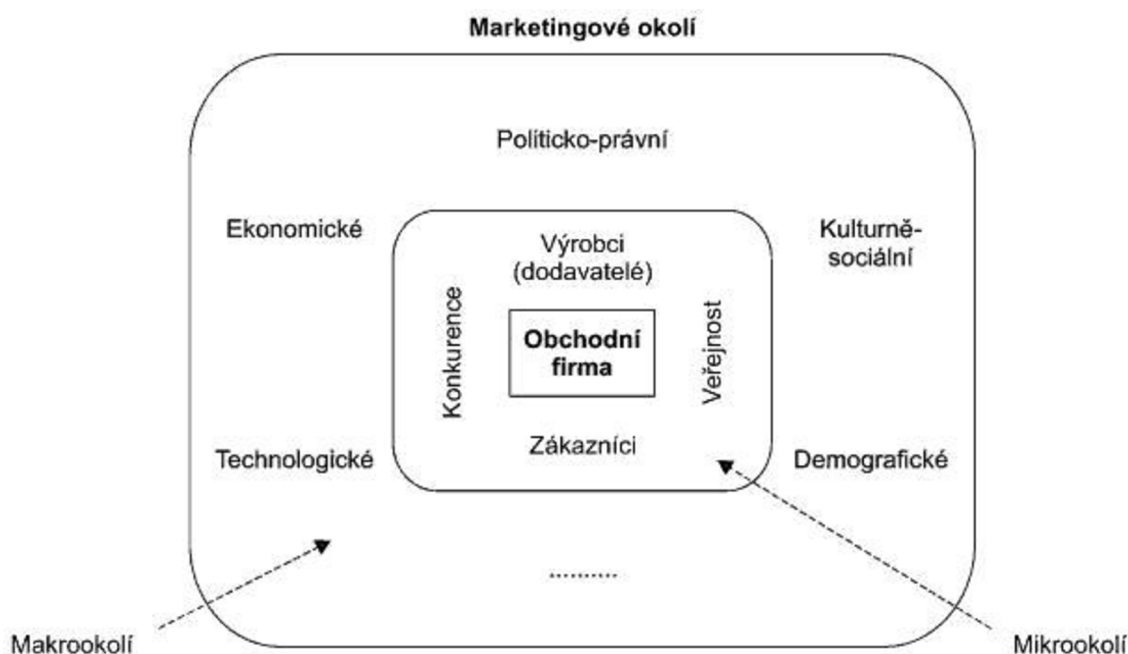 Marketingové okolí
Politicko-právní
Ekonomické
Kulturně-
sociální
Výrobci
(dodavatelé)
Konkurence
Obchodní
firma
Veřejnost
Zákazníci
Technologické
Demografické
..........
Makrookolí
Mikrookolí